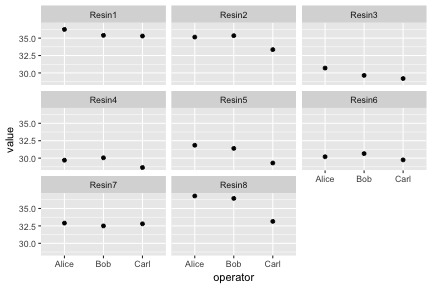 Resin1 Resin2 Resin3
35.0
32.5
30.0
Resin4 Resin5 Resin6
35.0
32.5
30.0
Alice Bob Carl
Resin7 Resin8
35.0
32.5
30.0
Alice Bob Carl Alice Bob Carl
operator
value